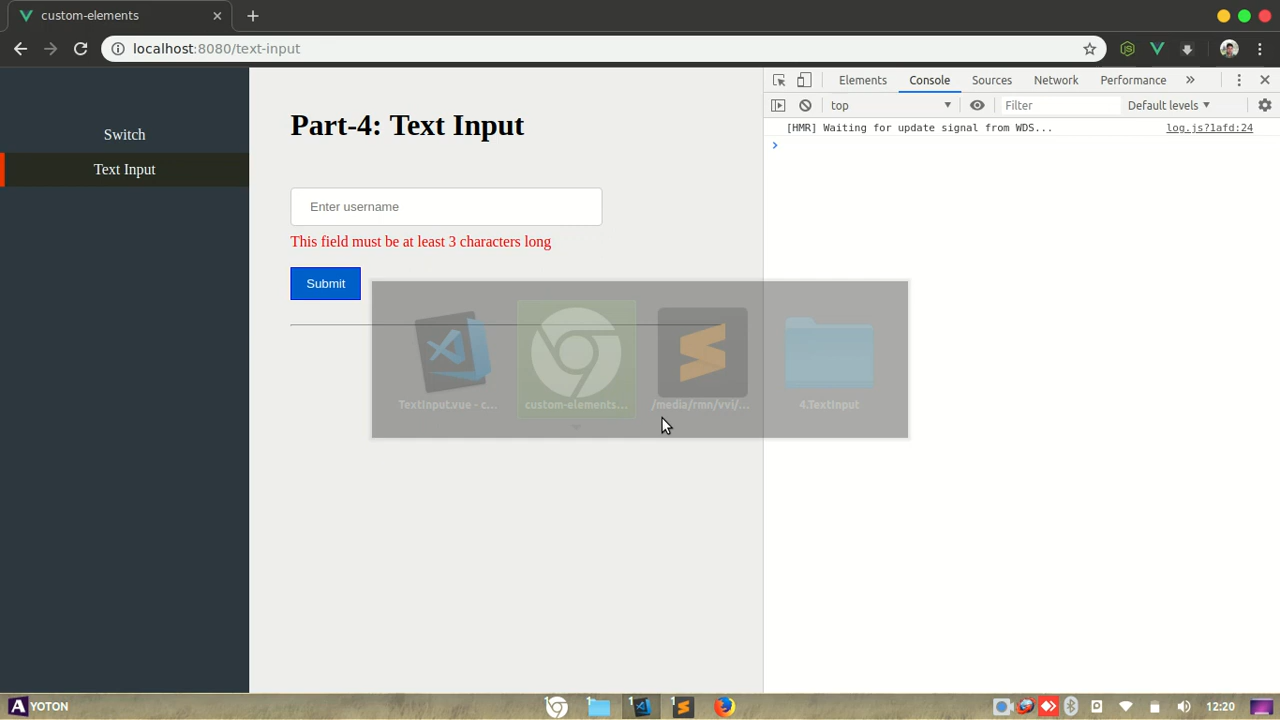 custom-elements
localhost:8080/text-input
Elements
Console
Sources
Network
Performance
top
Filter
Default levels
[HMR] Waiting for update signal from WDS...
log.js?1afd:24
Switch
Text Input
Part-4: Text Input
Enter username
This field must be at least 3 characters long
Submit
TextInput.vue - c...
custom-elements...
/media/rmn/vvi/...
4.TextInput
YOTON
12:20